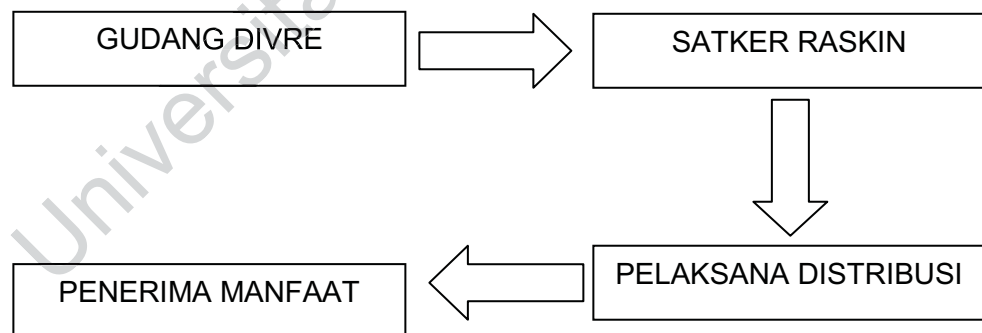 GUDANG DIVRE
SATKER RASKIN
PELAKSANA DISTRIBUSI
PENERIMA MANFAAT